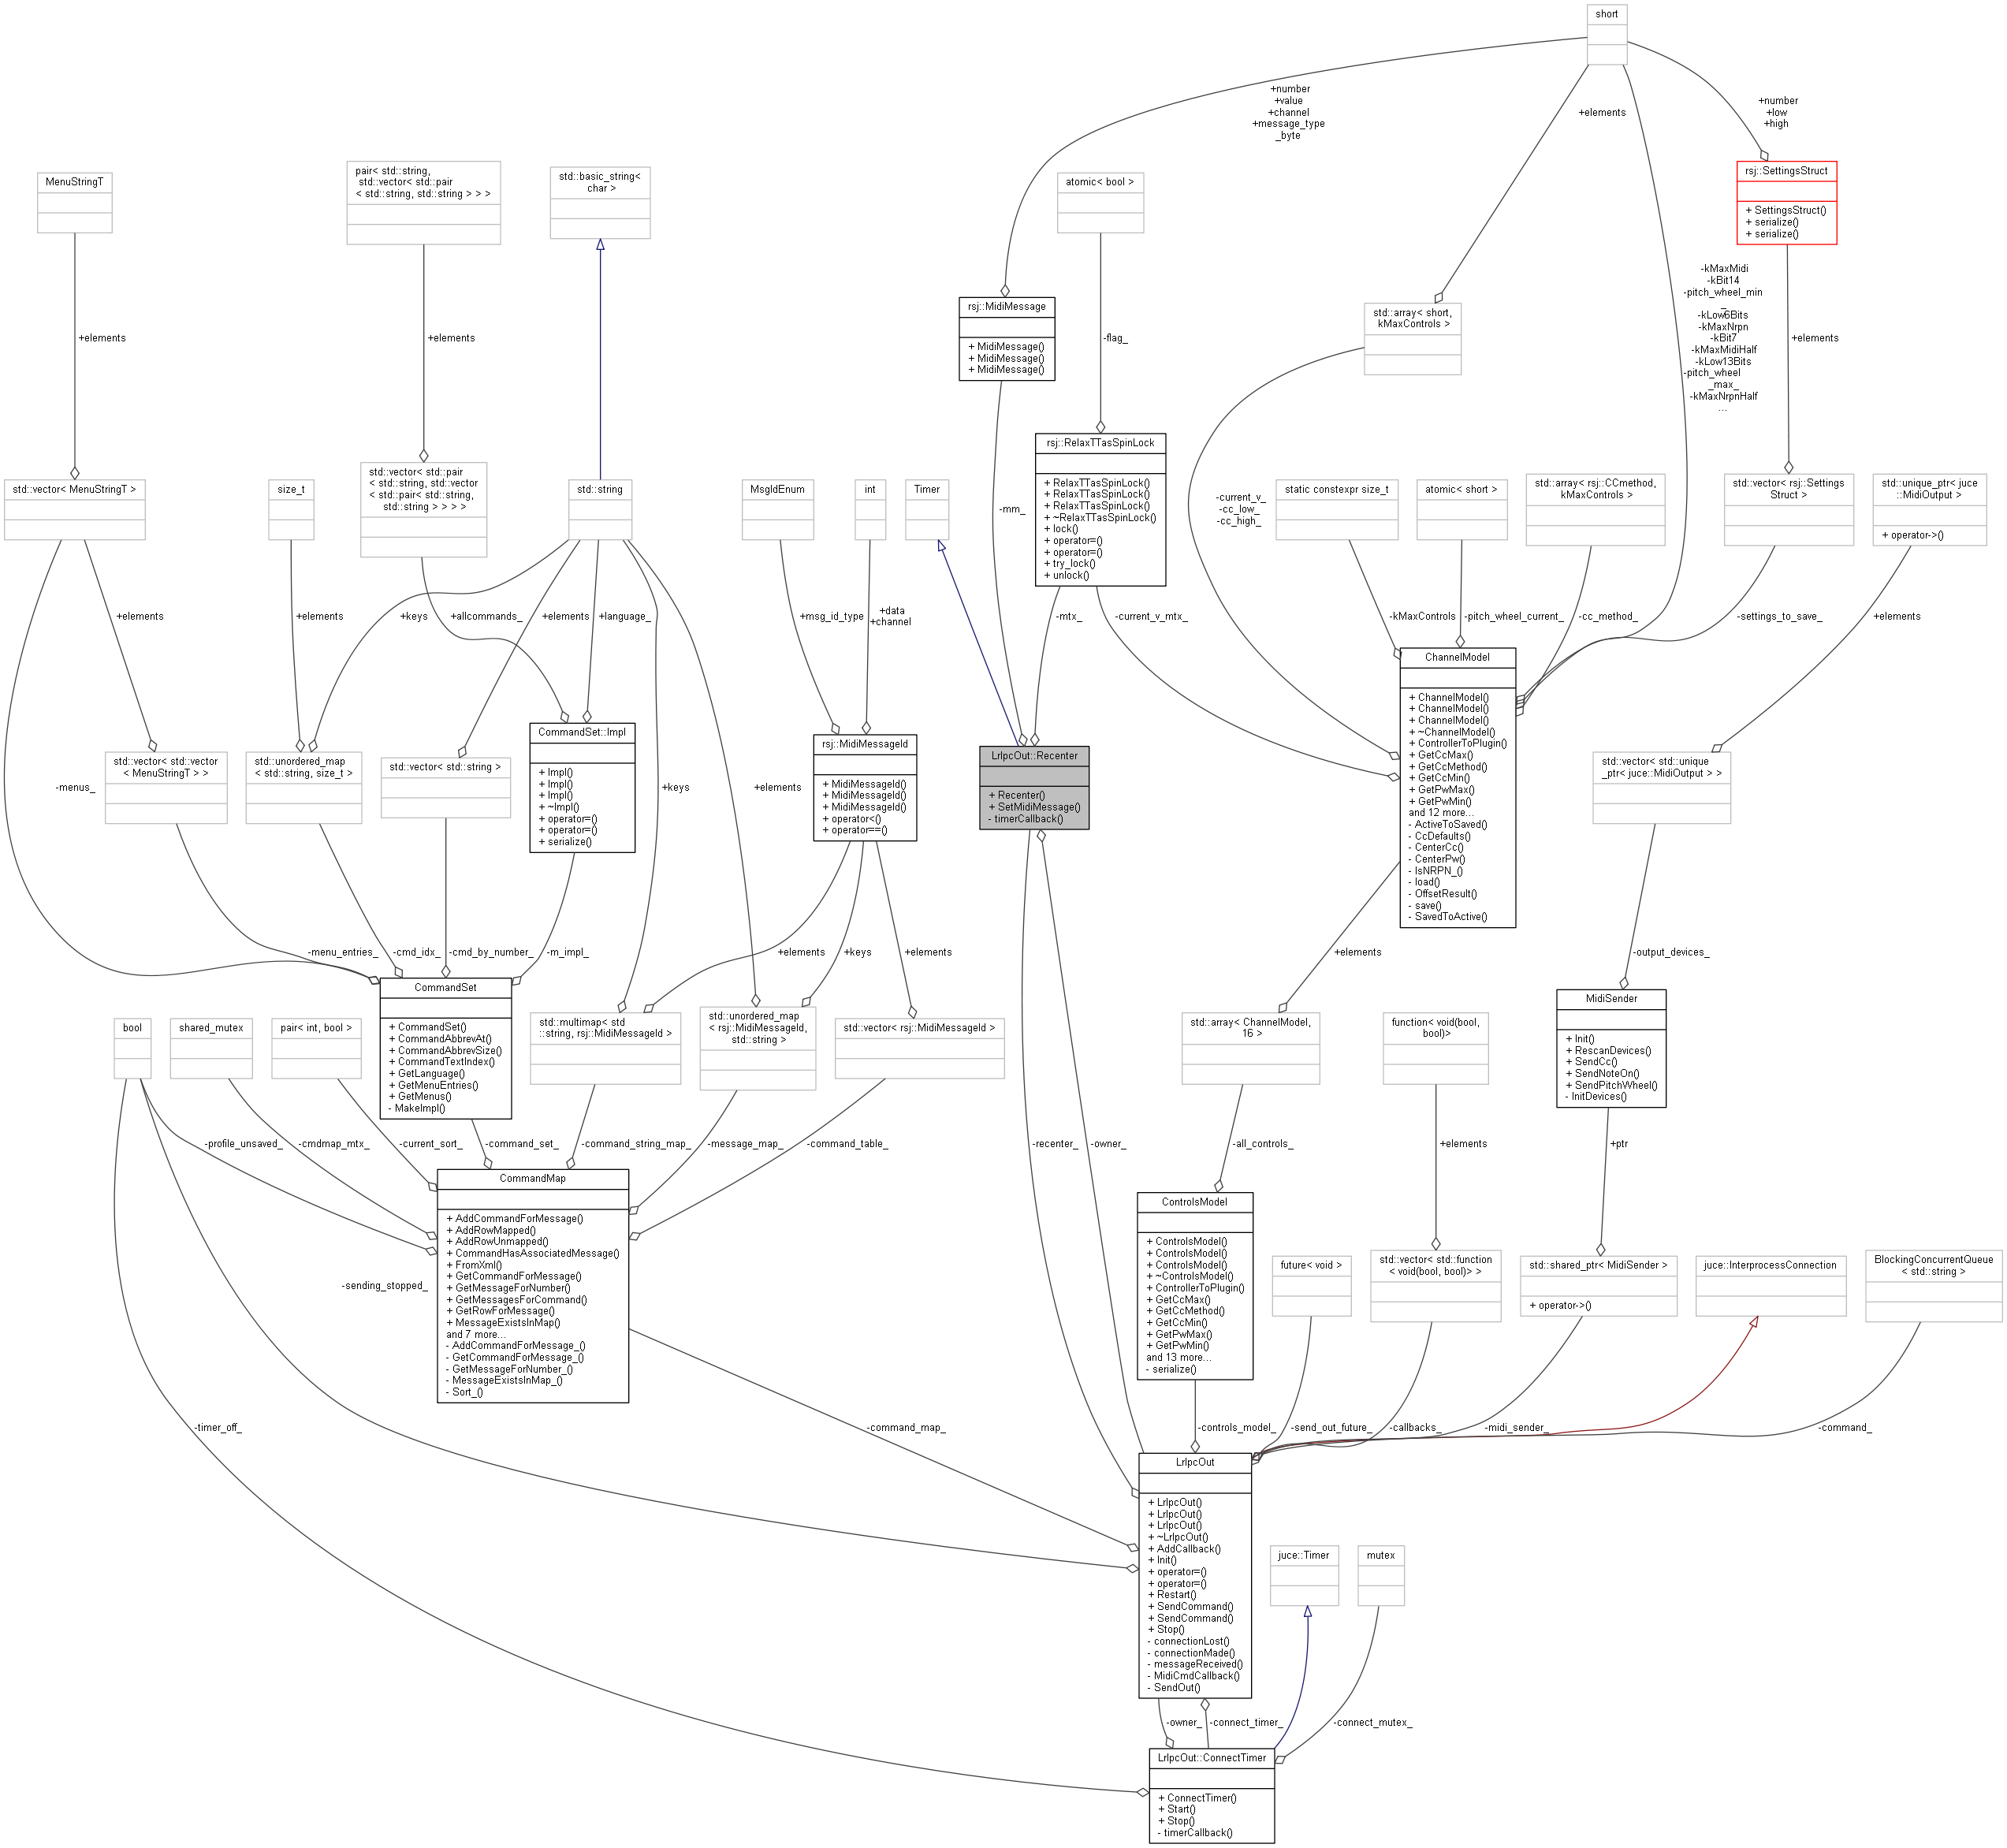 short
+number
+value
+channel
+message_type
_byte
+elements
+number
+low
+high
MenuStringT
pair< std::string,
std::vector< std::pair
< std::string, std::string > > >
std::basic_string<
char >
atomic< bool >
rsj::SettingsStruct
+ SettingsStruct()
+ serialize()
+ serialize()
+elements
+elements
rsj::MidiMessage
+ MidiMessage()
+ MidiMessage()
+ MidiMessage()
-flag_
std::array< short,
kMaxControls >
-kMaxMidi
-kBit14
-pitch_wheel_min
_
-kLow6Bits
-kMaxNrpn
-kBit7
-kMaxMidiHalf
-kLow13Bits
-pitch_wheel
_max_
-kMaxNrpnHalf
...
+elements
std::vector< MenuStringT >
size_t
std::vector< std::pair
< std::string, std::vector
< std::pair< std::string,
std::string > > > >
std::string
MsgIdEnum
int
Timer
-mm_
rsj::RelaxTTasSpinLock
+ RelaxTTasSpinLock()
+ RelaxTTasSpinLock()
+ RelaxTTasSpinLock()
+ ~RelaxTTasSpinLock()
+ lock()
+ operator=()
+ operator=()
+ try_lock()
+ unlock()
-current_v_
-cc_low_
-cc_high_
static constexpr size_t
atomic< short >
std::array< rsj::CCmethod,
kMaxControls >
std::vector< rsj::Settings
Struct >
std::unique_ptr< juce
::MidiOutput >
+ operator->()
+elements
+elements
+keys
+allcommands_
+elements
+language_
+msg_id_type
+data
+channel
-mtx_
-current_v_mtx_
-kMaxControls
-pitch_wheel_current_
-cc_method_
-settings_to_save_
+elements
-menus_
std::vector< std::vector
< MenuStringT > >
std::unordered_map
< std::string, size_t >
std::vector< std::string >
CommandSet::Impl
+ Impl()
+ Impl()
+ Impl()
+ ~Impl()
+ operator=()
+ operator=()
+ serialize()
+keys
+elements
rsj::MidiMessageId
+ MidiMessageId()
+ MidiMessageId()
+ MidiMessageId()
+ operator<()
+ operator==()
LrIpcOut::Recenter
+ Recenter()
+ SetMidiMessage()
- timerCallback()
ChannelModel
+ ChannelModel()
+ ChannelModel()
+ ChannelModel()
+ ~ChannelModel()
+ ControllerToPlugin()
+ GetCcMax()
+ GetCcMethod()
+ GetCcMin()
+ GetPwMax()
+ GetPwMin()
and 12 more...
- ActiveToSaved()
- CcDefaults()
- CenterCc()
- CenterPw()
- IsNRPN_()
- load()
- OffsetResult()
- save()
- SavedToActive()
std::vector< std::unique
_ptr< juce::MidiOutput > >
-menu_entries_
-cmd_idx_
-cmd_by_number_
-m_impl_
+elements
+keys
+elements
+elements
-output_devices_
bool
shared_mutex
pair< int, bool >
CommandSet
+ CommandSet()
+ CommandAbbrevAt()
+ CommandAbbrevSize()
+ CommandTextIndex()
+ GetLanguage()
+ GetMenuEntries()
+ GetMenus()
- MakeImpl()
std::multimap< std
::string, rsj::MidiMessageId >
std::unordered_map
< rsj::MidiMessageId,
std::string >
std::vector< rsj::MidiMessageId >
std::array< ChannelModel,
16 >
function< void(bool,
bool)>
MidiSender
+ Init()
+ RescanDevices()
+ SendCc()
+ SendNoteOn()
+ SendPitchWheel()
- InitDevices()
-profile_unsaved_
-cmdmap_mtx_
-current_sort_
-command_set_
-command_string_map_
-message_map_
-command_table_
-recenter_
-owner_
-all_controls_
+elements
+ptr
-sending_stopped_
CommandMap
+ AddCommandForMessage()
+ AddRowMapped()
+ AddRowUnmapped()
+ CommandHasAssociatedMessage()
+ FromXml()
+ GetCommandForMessage()
+ GetMessageForNumber()
+ GetMessagesForCommand()
+ GetRowForMessage()
+ MessageExistsInMap()
and 7 more...
- AddCommandForMessage_()
- GetCommandForMessage_()
- GetMessageForNumber_()
- MessageExistsInMap_()
- Sort_()
ControlsModel
+ ControlsModel()
+ ControlsModel()
+ ControlsModel()
+ ~ControlsModel()
+ ControllerToPlugin()
+ GetCcMax()
+ GetCcMethod()
+ GetCcMin()
+ GetPwMax()
+ GetPwMin()
and 13 more...
- serialize()
future< void >
std::vector< std::function
< void(bool, bool)> >
std::shared_ptr< MidiSender >
+ operator->()
juce::InterprocessConnection
BlockingConcurrentQueue
< std::string >
-timer_off_
-command_map_
-controls_model_
-send_out_future_
-callbacks_
-midi_sender_
-command_
LrIpcOut
+ LrIpcOut()
+ LrIpcOut()
+ LrIpcOut()
+ ~LrIpcOut()
+ AddCallback()
+ Init()
+ operator=()
+ operator=()
+ Restart()
+ SendCommand()
+ SendCommand()
+ Stop()
- connectionLost()
- connectionMade()
- messageReceived()
- MidiCmdCallback()
- SendOut()
juce::Timer
mutex
-owner_
-connect_timer_
-connect_mutex_
LrIpcOut::ConnectTimer
+ ConnectTimer()
+ Start()
+ Stop()
- timerCallback()